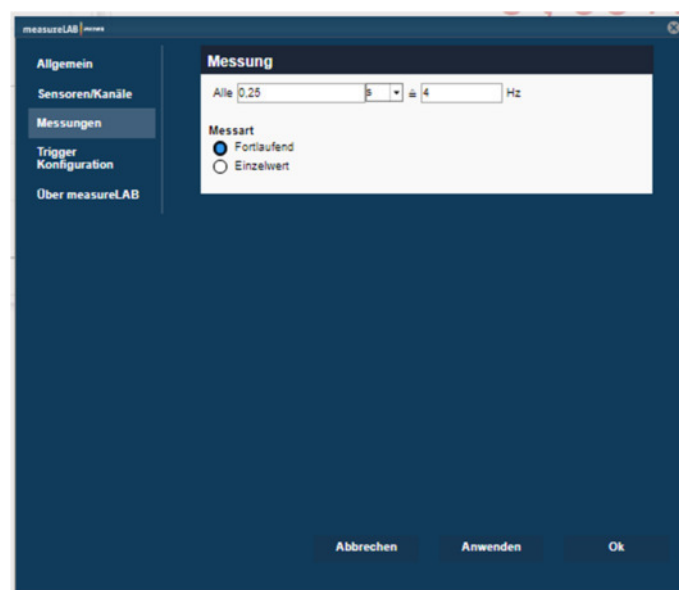 measureLAB
Allgemein
Sensoren/Kanäle
Messungen
Trigger
Konfiguration
Über measureLAB
Messung
Alle 0,25 s ≙ 4 Hz
Messart
Fortlaufend
Einzelwert
Abbrechen Anwenden Ok